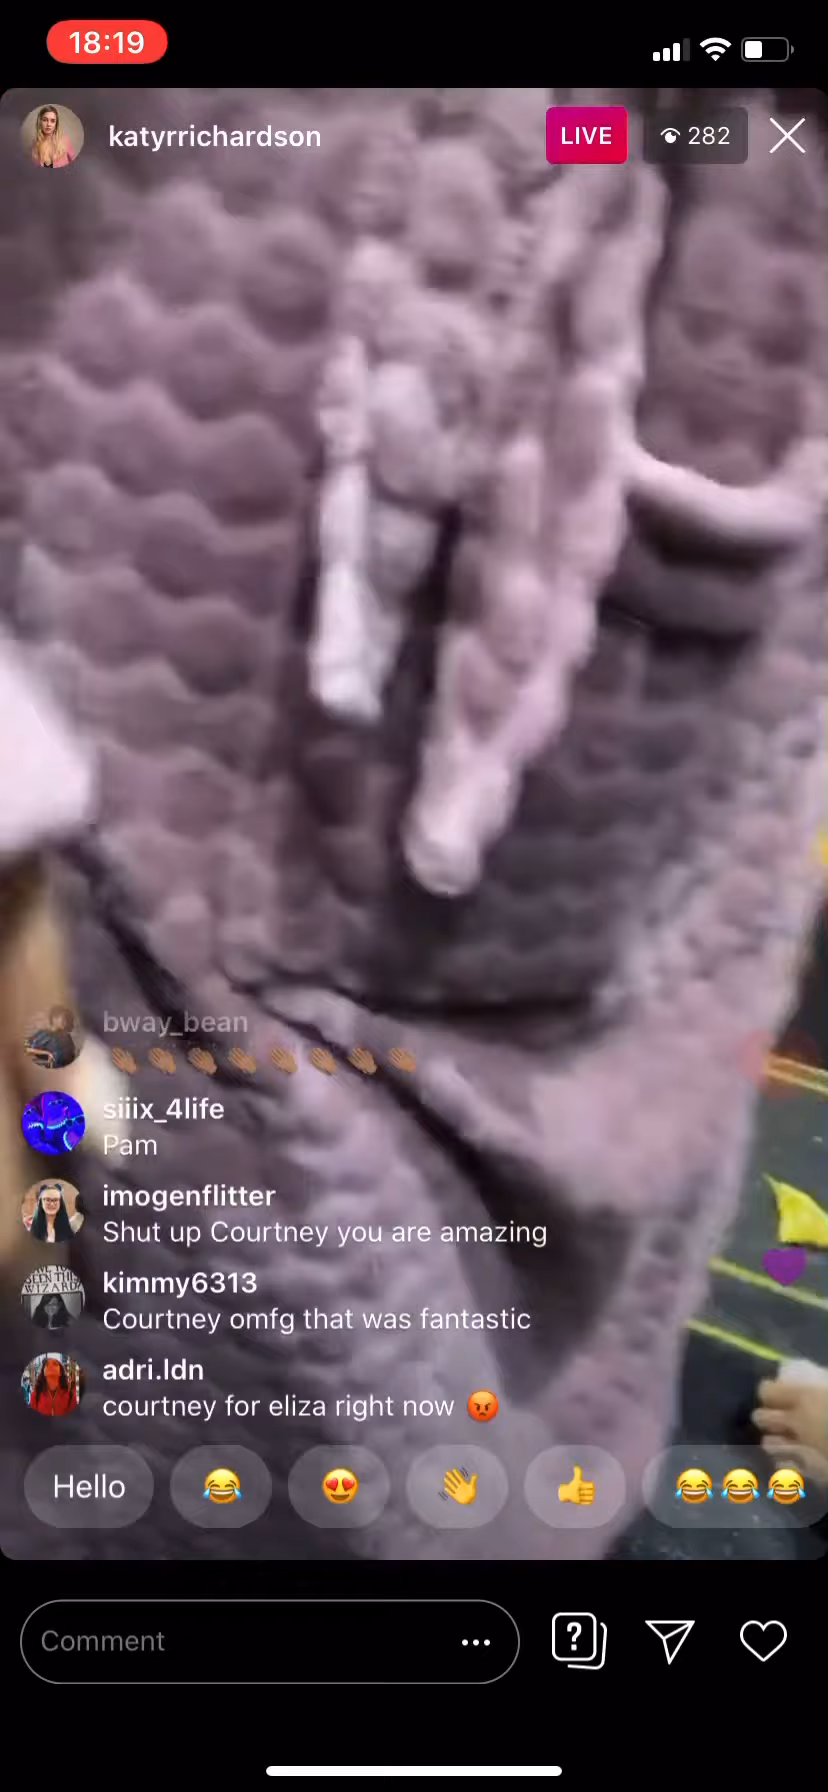 18:19
katyrrichardson
LIVE
282
bway_bean
👏🏽👏🏽👏🏽👏🏽👏🏽👏🏽👏🏽👏🏽
siiix_4life
Pam
imogenflitter
Shut up Courtney you are amazing
kimmy6313
Courtney omfg that was fantastic
adri.ldn
courtney for eliza right now 😡
Hello 😂 😍 👋 👍 😂😂😂
Comment